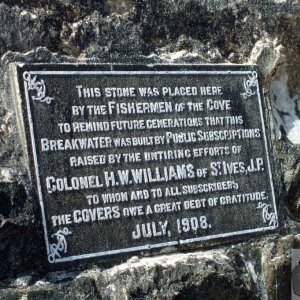 THIS STONE WAS PLACED HERE
BY THE FISHERMEN OF THE COVE
TO REMIND FUTURE GENERATIONS THAT THIS
BREAKWATER WAS BUILT BY PUBLIC SUBSCRIPTIONS
RAISED BY THE UNTIRING EFFORTS OF
COLONEL H.W. WILLIAMS OF ST IVES, J.P.
TO WHOM AND TO ALL SUBSCRIBERS
THE COVERS OWE A GREAT DEBT OF GRATITUDE.
JULY, 1908.